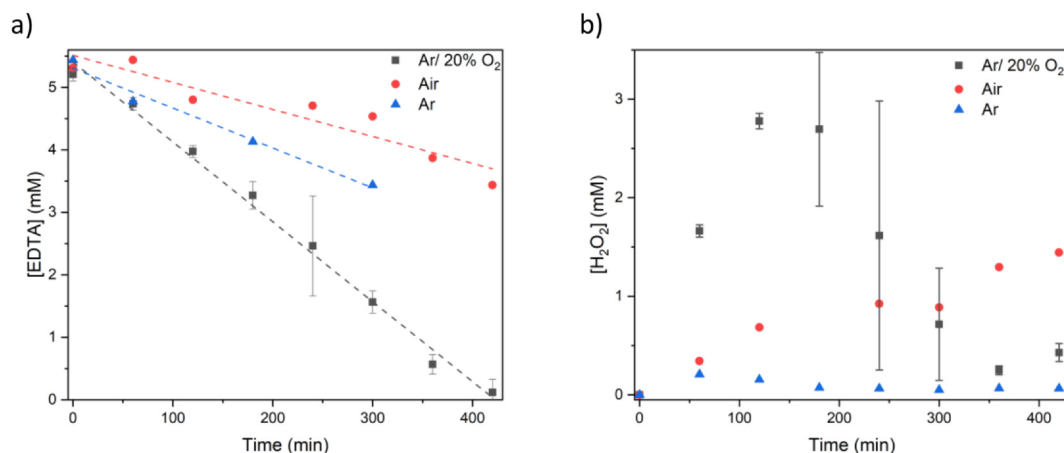 a)
Ar/ 20% O₂
Air
Ar
5
4
3
2
1
0
[EDTA] (mM)
0
100
200
300
400
Time (min)
b)
Ar/ 20% O₂
Air
Ar
3
2
1
0
[H₂O₂] (mM)
0
100
200
300
400
Time (min)